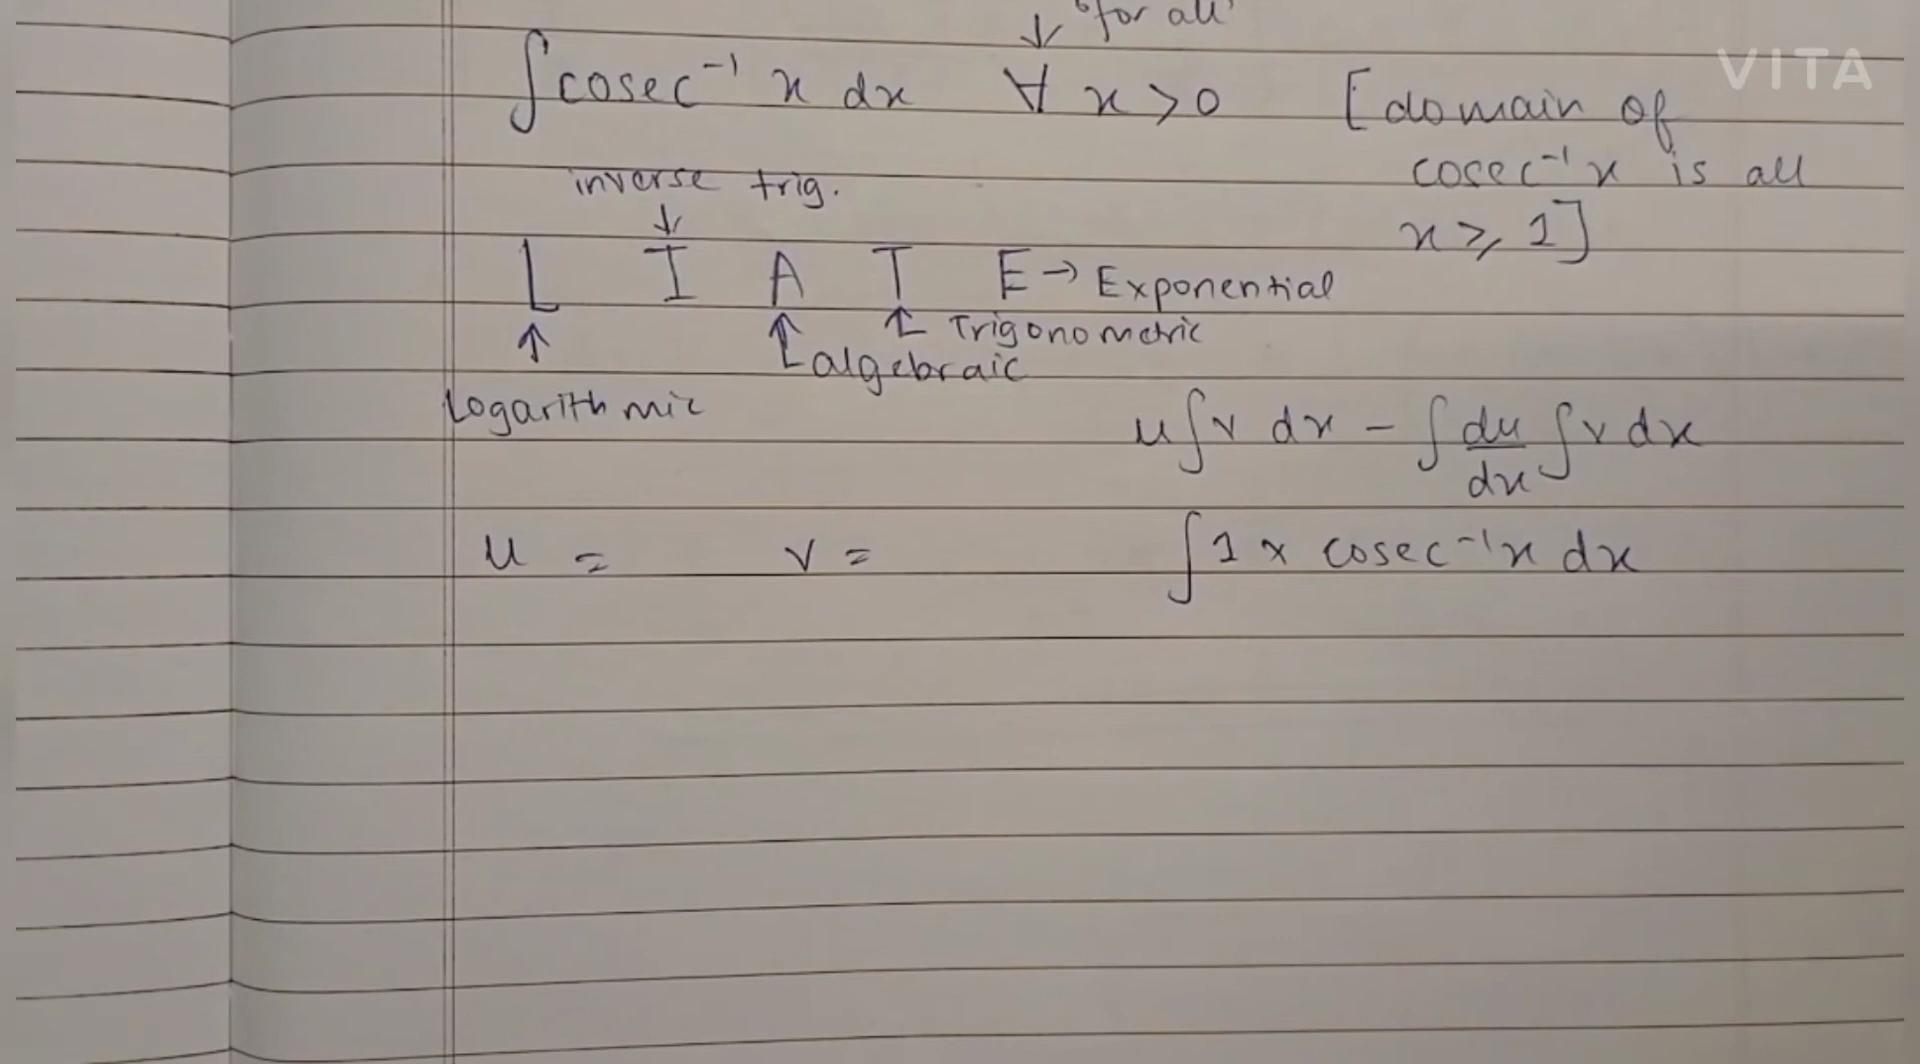 "for all"
↓
∫cosec⁻¹ x dx ∀ x > 0 [domain of
cosec⁻¹x is all
x ≥ 1]
inverse trig.
↓
L I A T E → Exponential
↑ Trigonometric
↑ algebraic
↑
Logarithmic
u∫v dx - ∫du/dx ∫v dx
u = v = ∫1 × cosec⁻¹x dx
VITA